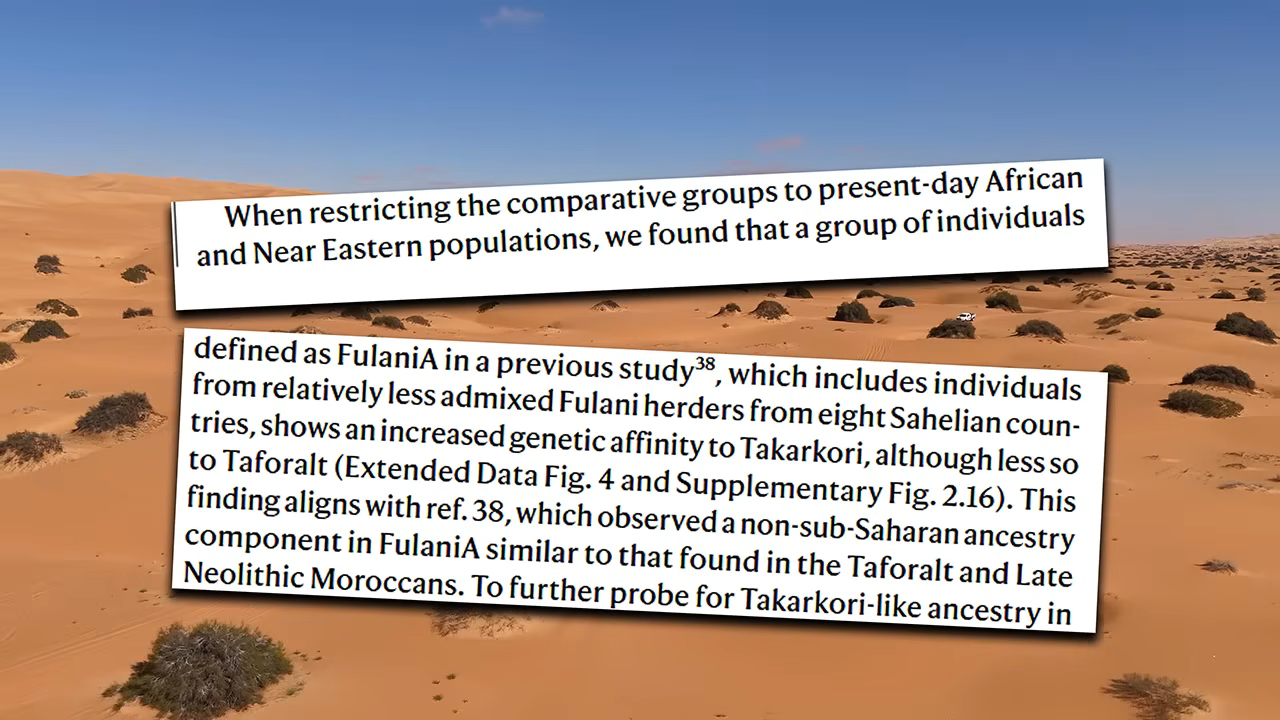 When restricting the comparative groups to present-day African
and Near Eastern populations, we found that a group of individuals
defined as FulaniA in a previous study³⁸, which includes individuals
from relatively less admixed Fulani herders from eight Sahelian coun-
tries, shows an increased genetic affinity to Takarkori, although less so
to Taforalt (Extended Data Fig. 4 and Supplementary Fig. 2.16). This
finding aligns with ref. 38, which observed a non-sub-Saharan ancestry
component in FulaniA similar to that found in the Taforalt and Late
Neolithic Moroccans. To further probe for Takarkori-like ancestry in